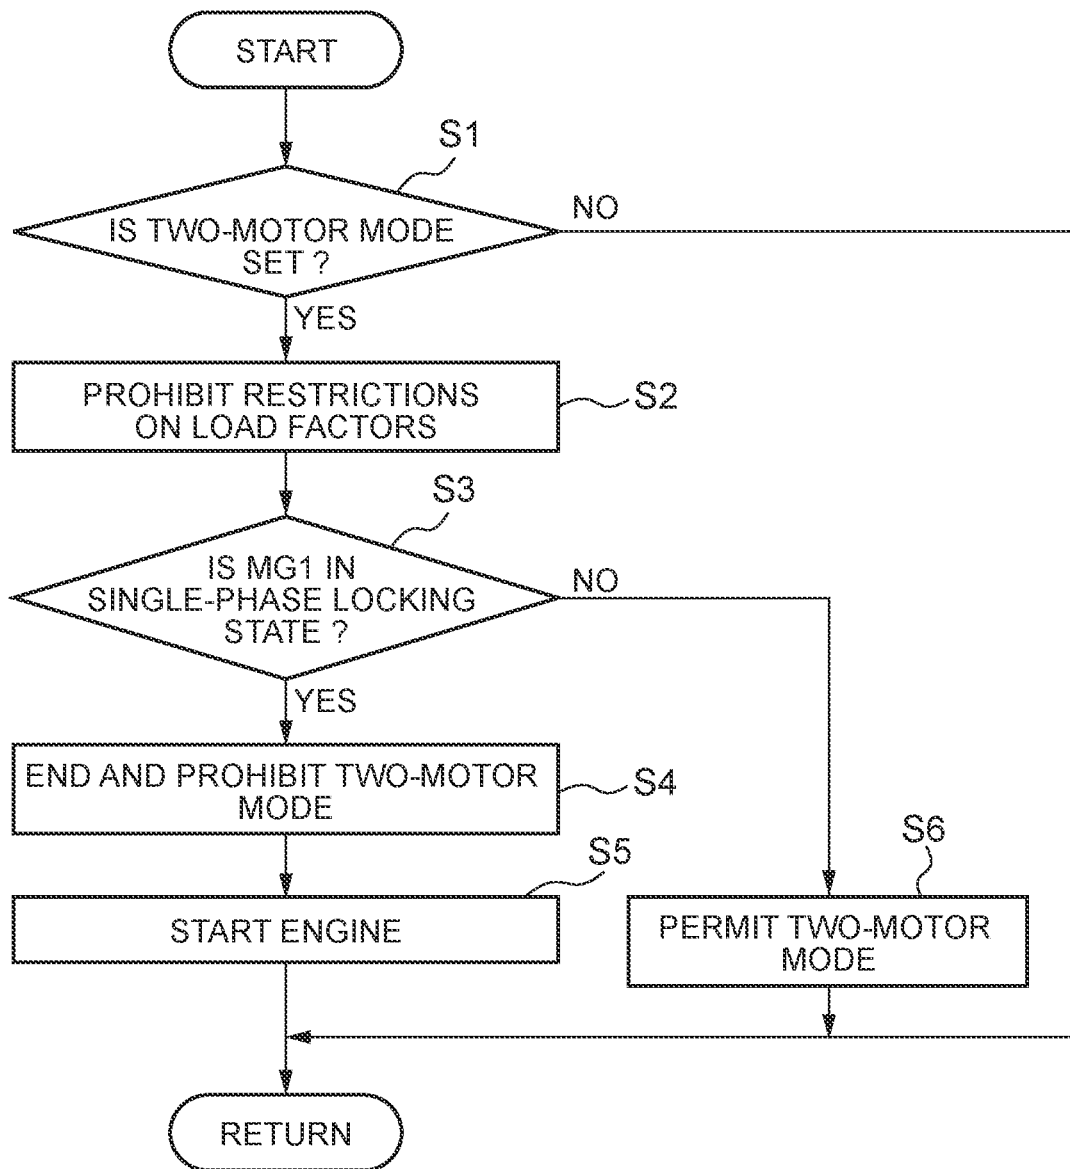 START
S1
IS TWO-MOTOR MODE
SET ?
NO
YES
PROHIBIT RESTRICTIONS
ON LOAD FACTORS
S2
S3
IS MG1 IN
SINGLE-PHASE LOCKING
STATE ?
NO
YES
END AND PROHIBIT TWO-MOTOR
MODE
S4
S5
START ENGINE
S6
PERMIT TWO-MOTOR
MODE
RETURN